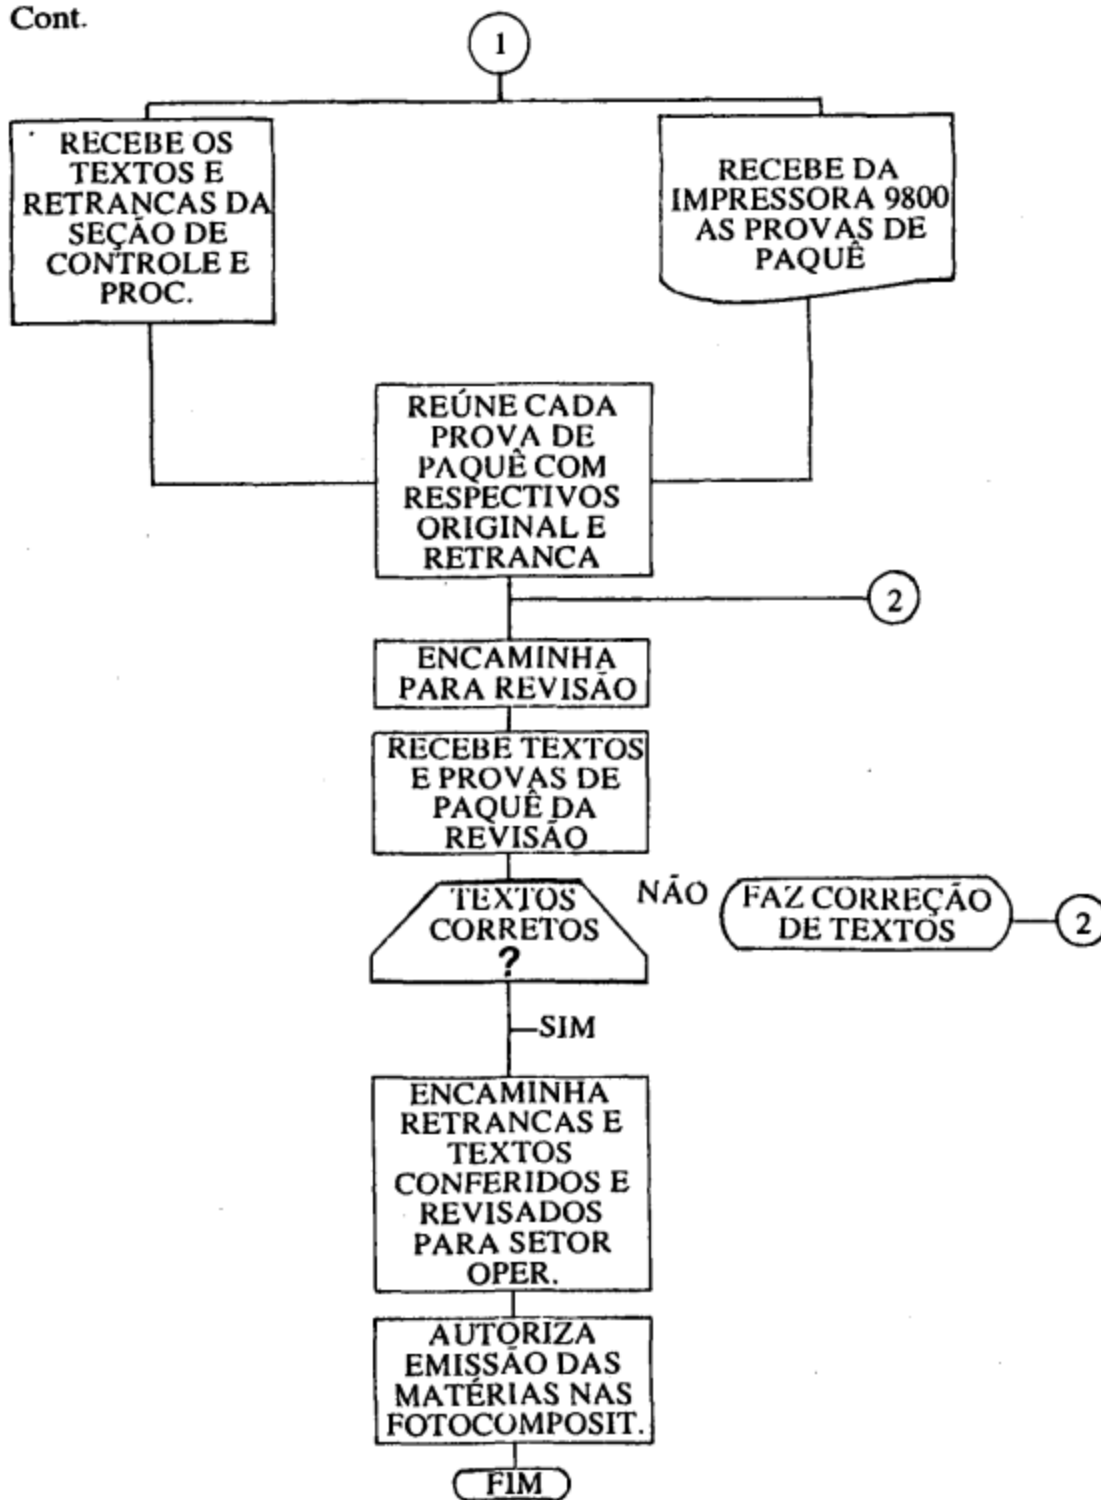 Cont.
1
RECEBE OS
TEXTOS E
RETRANCAS DA
SEÇÃO DE
CONTROLE E
PROC.
RECEBE DA
IMPRESSORA 9800
AS PROVAS DE
PAQUÊ
REÚNE CADA
PROVA DE
PAQUÊ COM
RESPECTIVOS
ORIGINAL E
RETRANCA
2
ENCAMINHA
PARA REVISÃO
RECEBE TEXTOS
E PROVAS DE
PAQUÊ DA
REVISÃO
TEXTOS
CORRETOS
?
NÃO
FAZ CORREÇÃO
DE TEXTOS
2
SIM
ENCAMINHA
RETRANCAS E
TEXTOS
CONFERIDOS E
REVISADOS
PARA SETOR
OPER.
AUTORIZA
EMISSÃO DAS
MATÉRIAS NAS
FOTOCOMPOSIT.
FIM